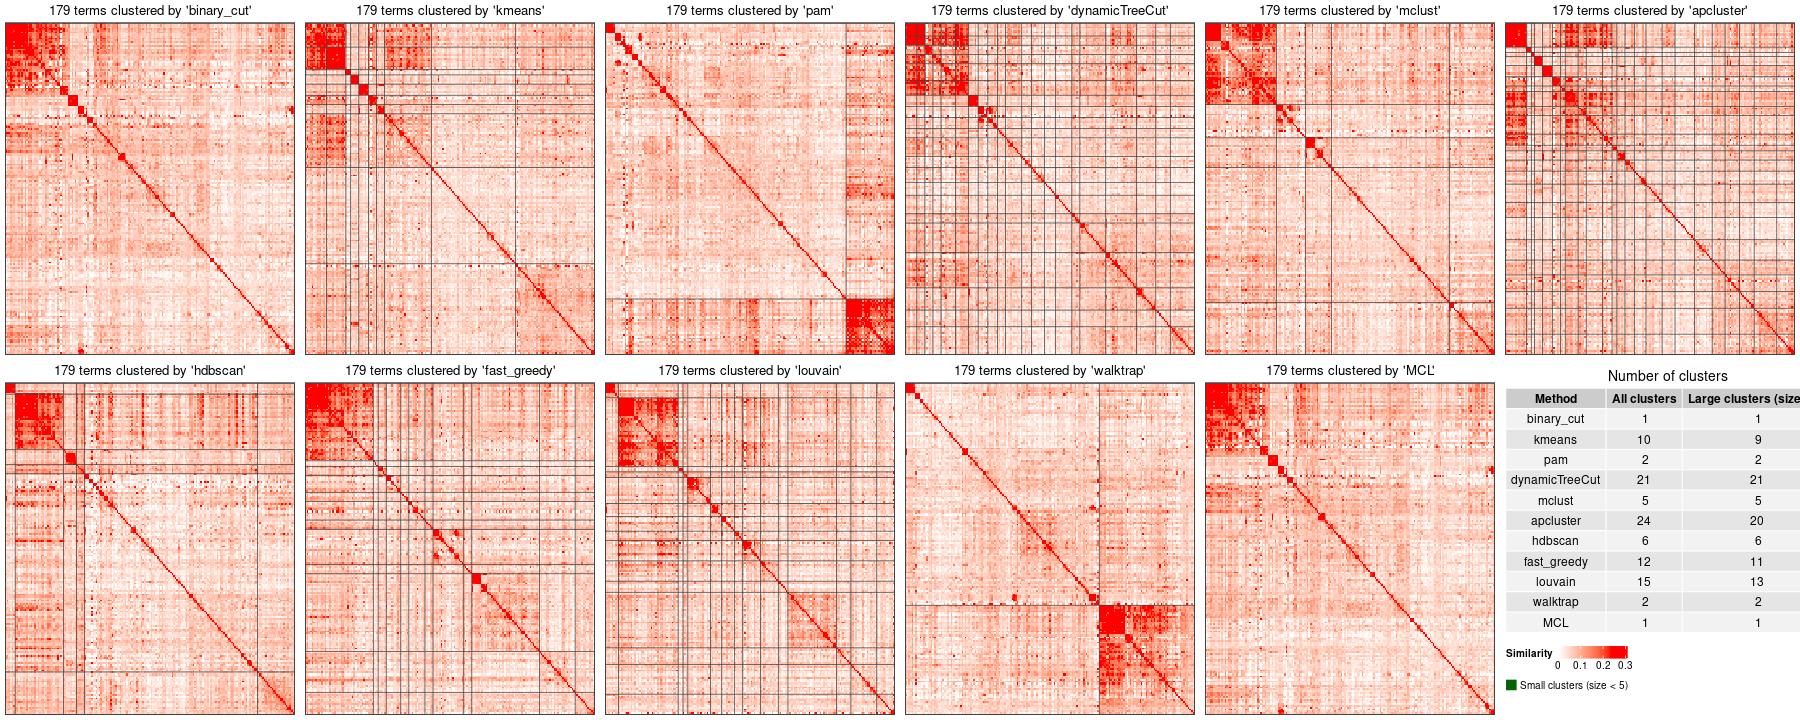 179 terms clustered by 'binary_cut'
179 terms clustered by 'kmeans'
179 terms clustered by 'pam'
179 terms clustered by 'dynamicTreeCut'
179 terms clustered by 'mclust'
179 terms clustered by 'apcluster'
179 terms clustered by 'hdbscan'
179 terms clustered by 'fast_greedy'
179 terms clustered by 'louvain'
179 terms clustered by 'walktrap'
179 terms clustered by 'MCL'
Number of clusters
Method All clusters Large clusters (size
binary_cut 1 1
kmeans 10 9
pam 2 2
dynamicTreeCut 21 21
mclust 5 5
apcluster 24 20
hdbscan 6 6
fast_greedy 12 11
louvain 15 13
walktrap 2 2
MCL 1 1
Similarity
0 0.1 0.2 0.3
Small clusters (size < 5)